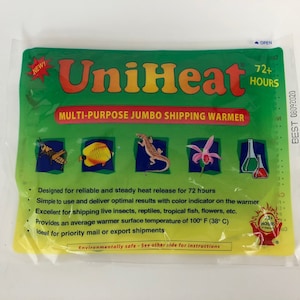 OPEN
NEW!
UniHeat
72+
HOURS
MULTI-PURPOSE JUMBO SHIPPING WARMER
• Designed for reliable and steady heat release for 72 hours
• Simple to use and deliver optimal results with color indicator on the warmer
• Excellent for shipping live insects, reptiles, tropical fish, flowers, etc.
• Provides an average warmer surface temperature of 100° F (38° C)
• Ideal for priority mail or export shipments
Environmentally safe - See other side for instructions
BEST